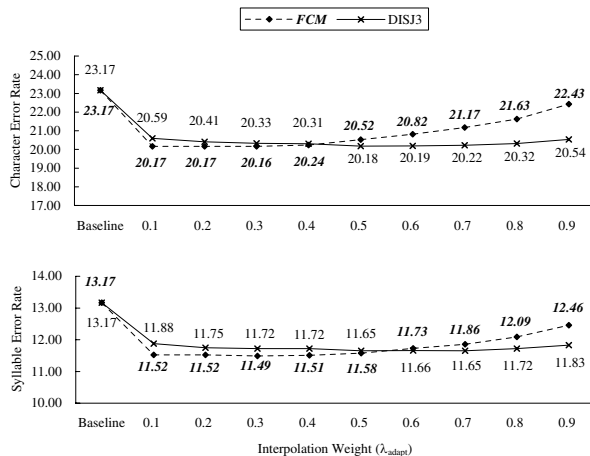 FCM DISJ3
Character Error Rate
25.00
24.00
23.00
22.00
21.00
20.00
19.00
18.00
17.00
23.17
23.17
20.59 20.41 20.33 20.31 20.52 20.82 21.17 21.63 22.43
20.17 20.17 20.16 20.24 20.18 20.19 20.22 20.32 20.54
Baseline 0.1 0.2 0.3 0.4 0.5 0.6 0.7 0.8 0.9
Syllable Error Rate
14.00
13.00
12.00
11.00
10.00
13.17
13.17
11.88 11.75 11.72 11.72 11.65 11.73 11.86 12.09 12.46
11.52 11.52 11.49 11.51 11.58 11.66 11.65 11.72 11.83
Baseline 0.1 0.2 0.3 0.4 0.5 0.6 0.7 0.8 0.9
Interpolation Weight (λadapt)